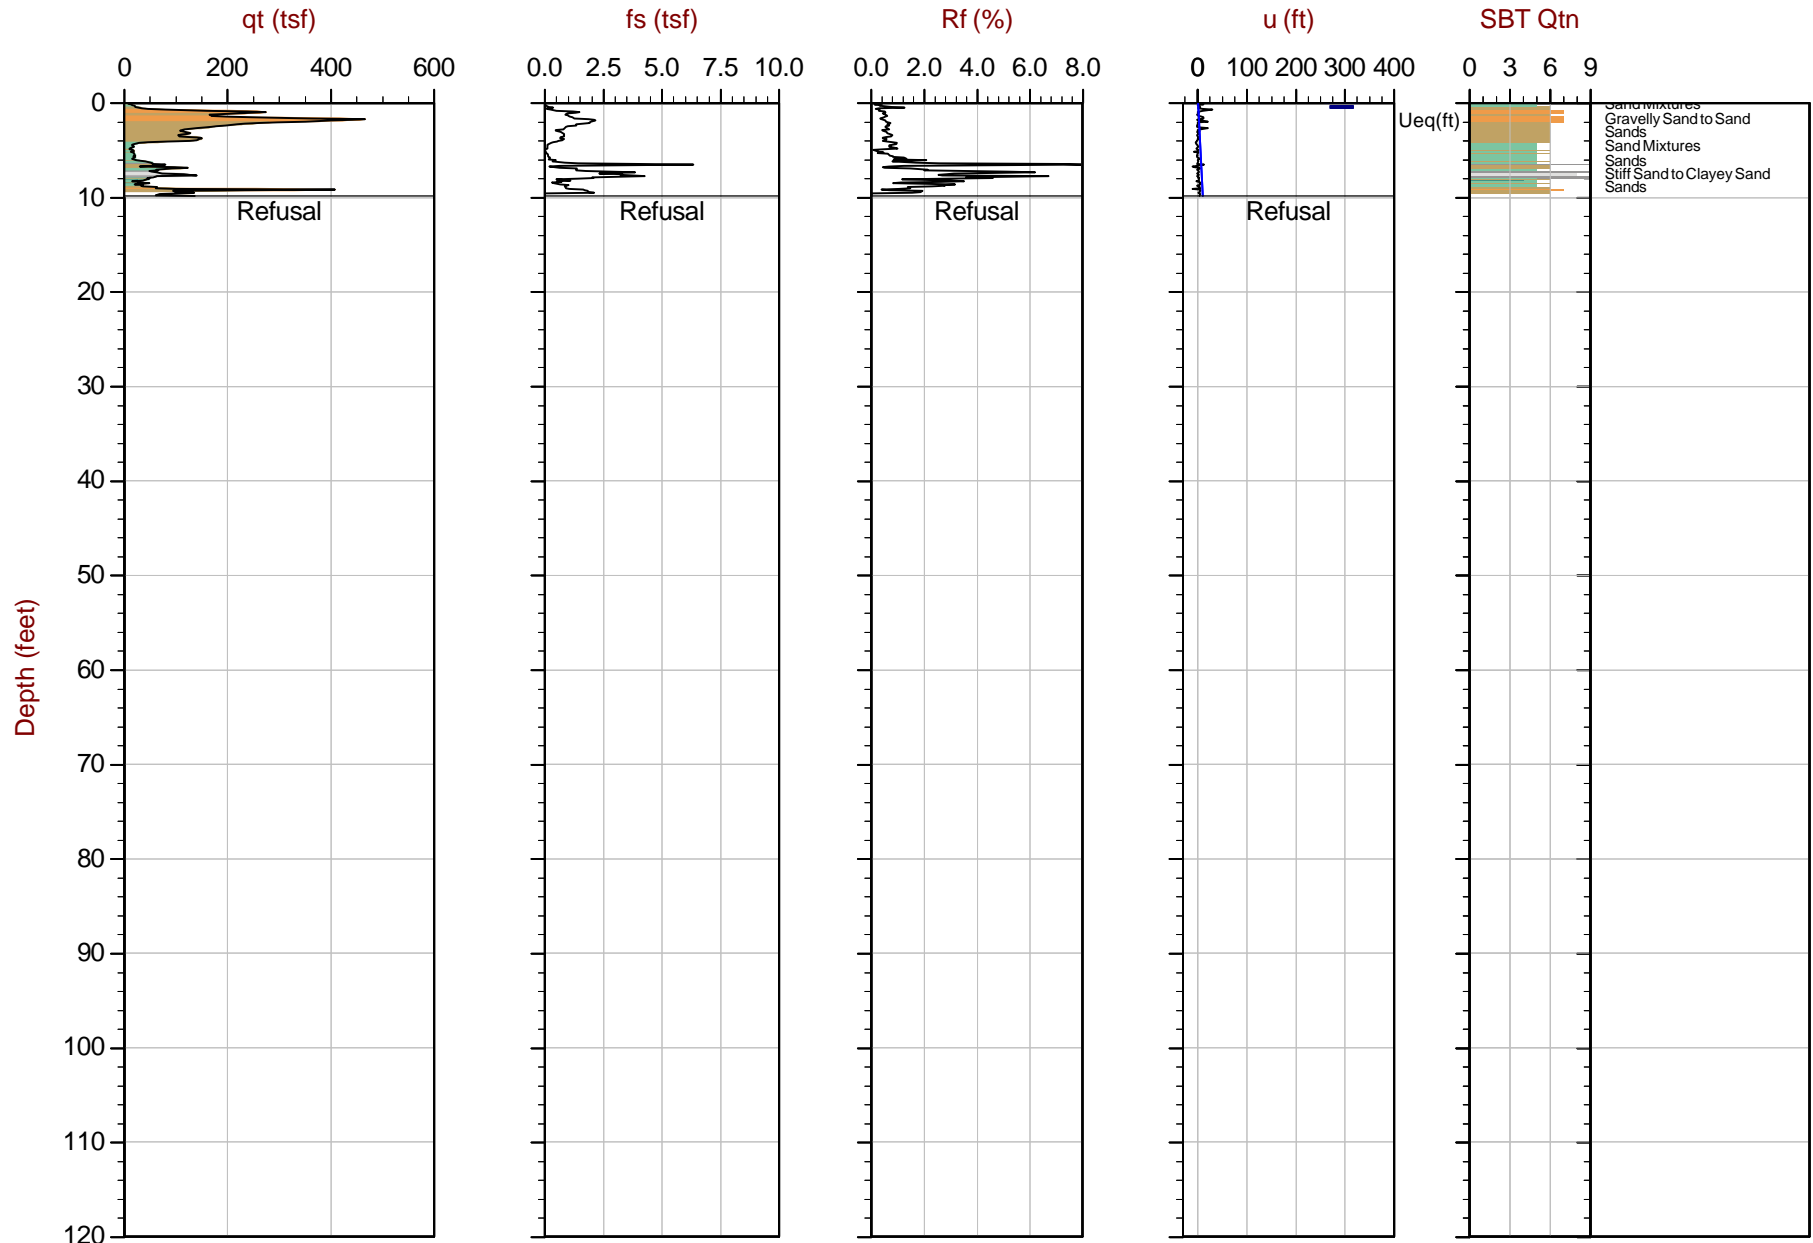 qt (tsf) fs (tsf) Rf (%) u (ft) SBT Qtn
0 200 400 600 0.0 2.5 5.0 7.5 10.0 0.0 2.0 4.0 6.0 8.0 0 100 200 300 400 0 3 6 9
0
Sand Mixtures
Ueq(ft) Gravelly Sand to Sand
Sands
Sand Mixtures
Sands
Stiff Sand to Clayey Sand
Sands
10
Refusal Refusal Refusal Refusal
20
30
40
50
Depth (feet)
60
70
80
90
100
110
120